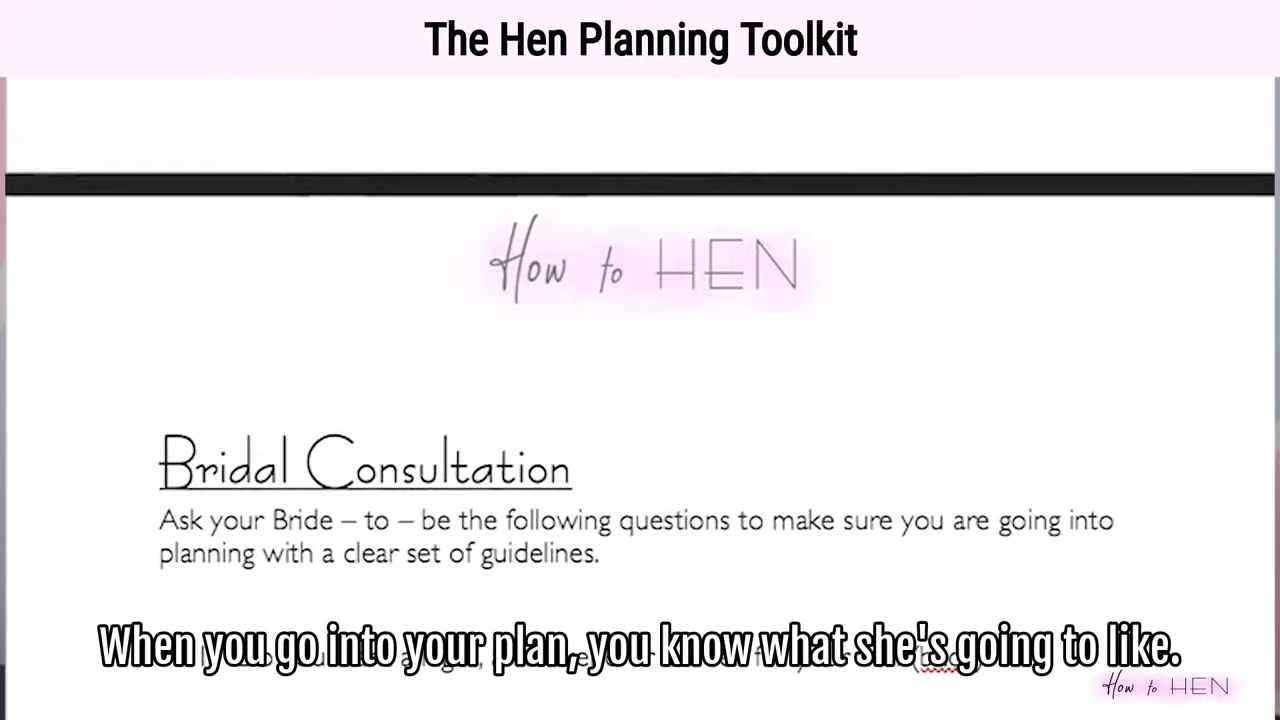 The Hen Planning Toolkit
How to HEN
Bridal Consultation
Ask your Bride – to – be the following questions to make sure you are going into
planning with a clear set of guidelines.
When you go into your plan, you know what she's going to like.
How to HEN